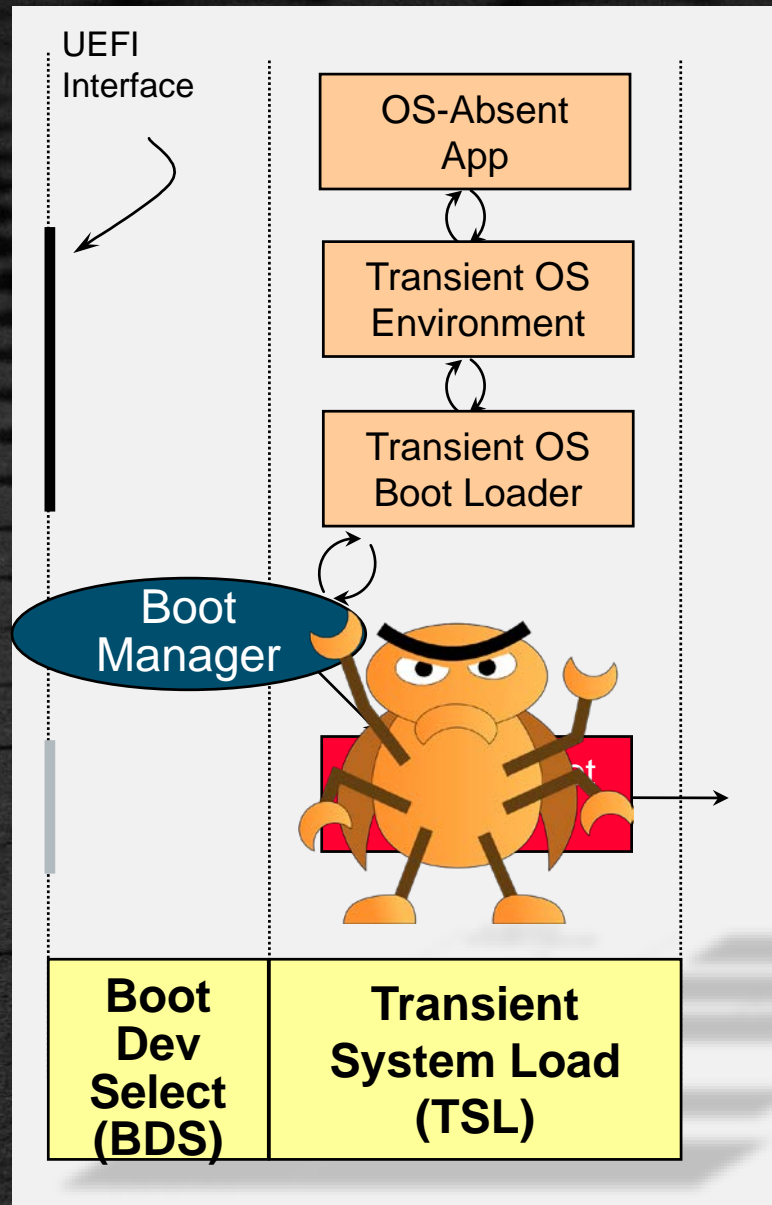 UEFI
Interface
OS-Absent
App
Transient OS
Environment
Transient OS
Boot Loader
Boot
Manager
Boot
Dev
Select
(BDS)
Transient
System Load
(TSL)